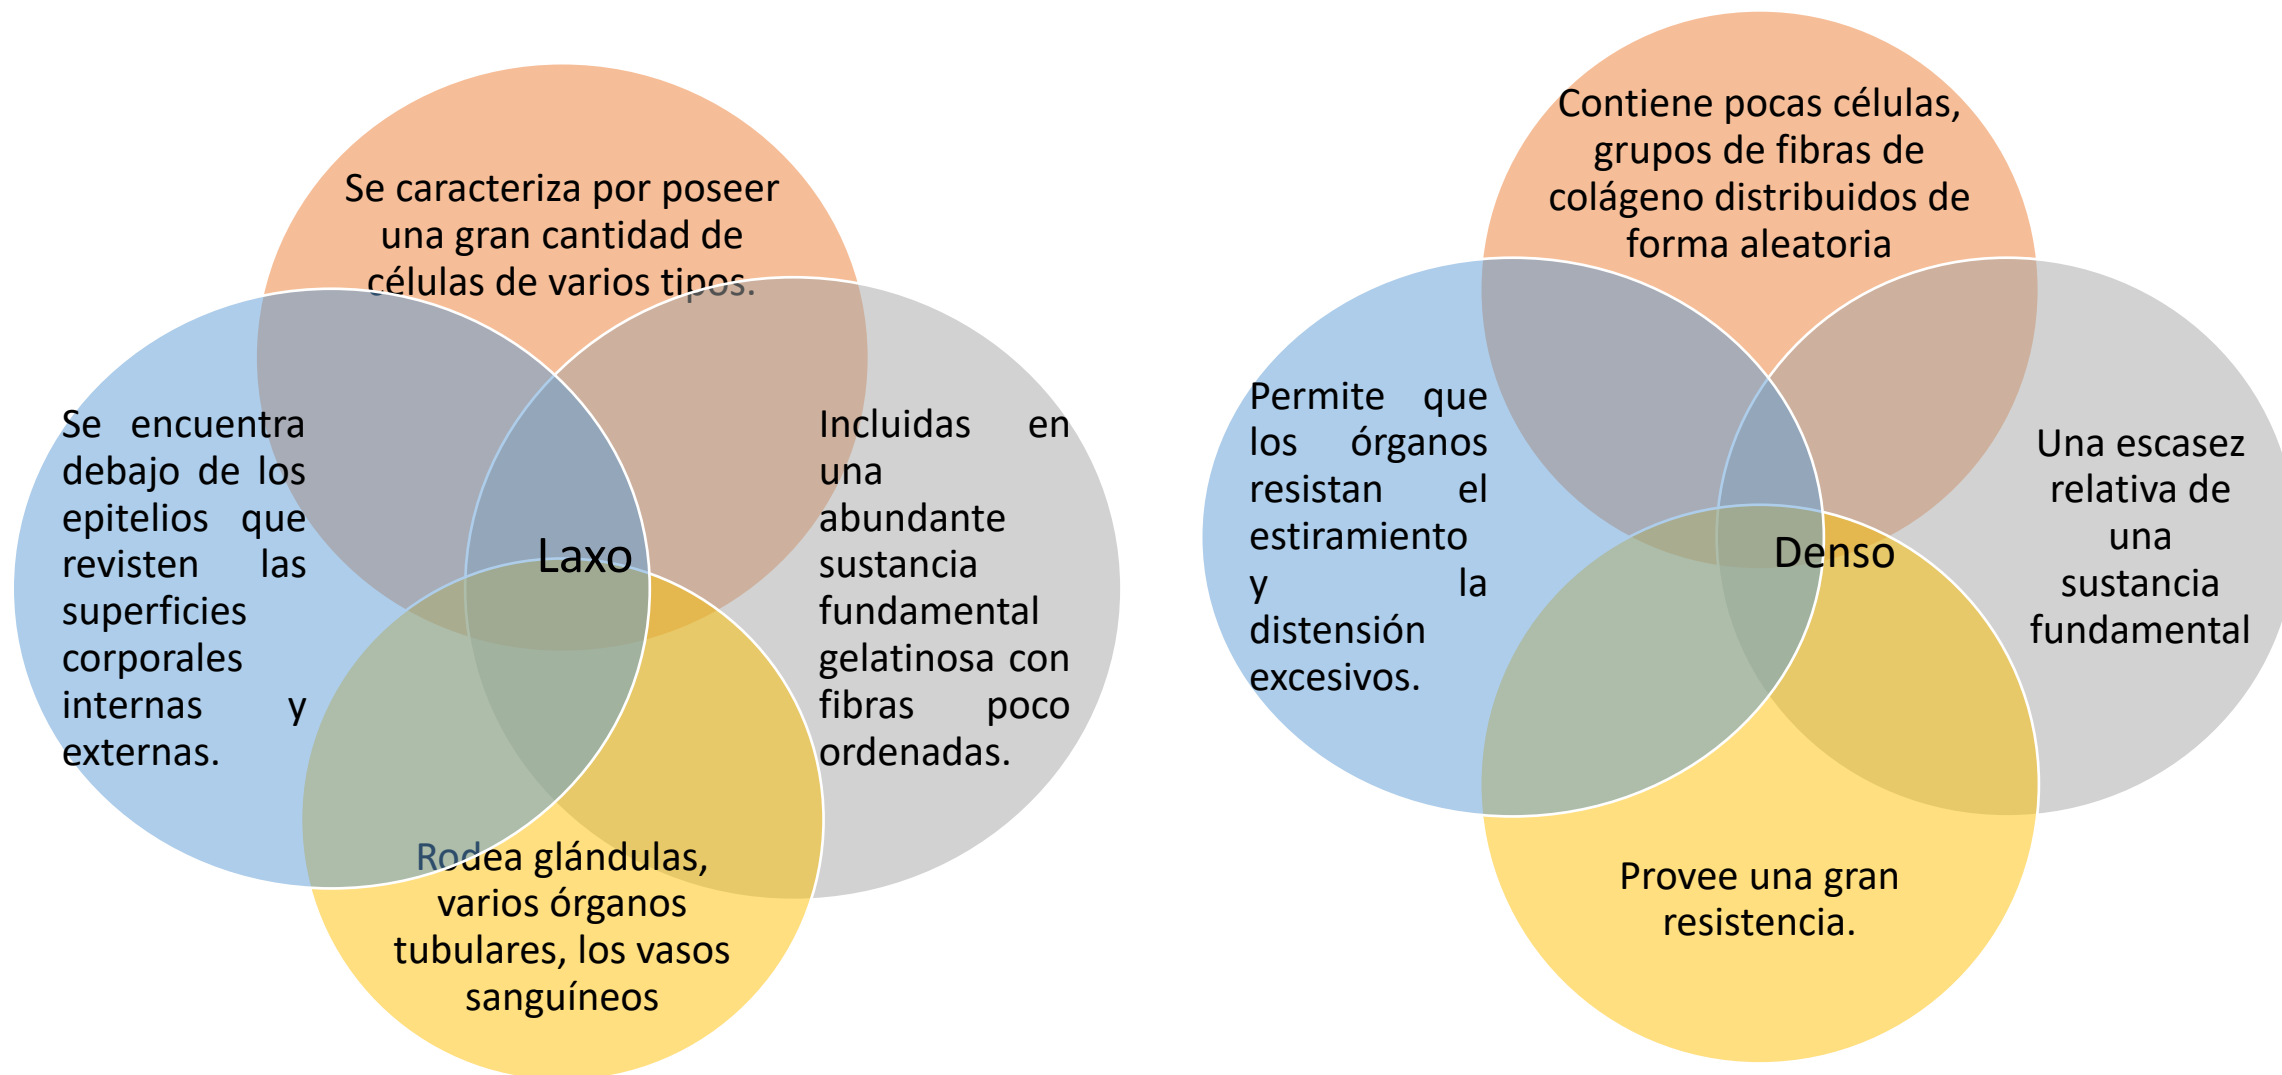 Se caracteriza por poseer
una gran cantidad de
células de varios tipos.
Se encuentra
debajo de los
epitelios que
revisten las
superficies
corporales
internas y
externas.
Laxo
Incluidas en
una
abundante
sustancia
fundamental
gelatinosa con
fibras poco
ordenadas.
Rodea glándulas,
varios órganos
tubulares, los vasos
sanguíneos
Contiene pocas células,
grupos de fibras de
colágeno distribuidos de
forma aleatoria
Permite que
los órganos
resistan el
estiramiento
y la
distensión
excesivos.
Denso
Una escasez
relativa de
una
sustancia
fundamental
Provee una gran
resistencia.